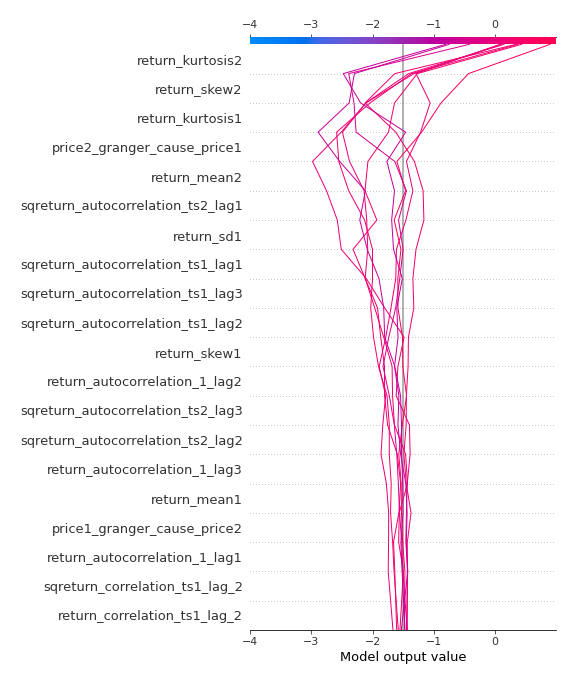 −4 −3 −2 −1 0
return_kurtosis2
return_skew2
return_kurtosis1
price2_granger_cause_price1
return_mean2
sqreturn_autocorrelation_ts2_lag1
return_sd1
sqreturn_autocorrelation_ts1_lag1
sqreturn_autocorrelation_ts1_lag3
sqreturn_autocorrelation_ts1_lag2
return_skew1
return_autocorrelation_1_lag2
sqreturn_autocorrelation_ts2_lag3
sqreturn_autocorrelation_ts2_lag2
return_autocorrelation_1_lag3
return_mean1
price1_granger_cause_price2
return_autocorrelation_1_lag1
sqreturn_correlation_ts1_lag_2
return_correlation_ts1_lag_2
−4 −3 −2 −1 0
Model output value